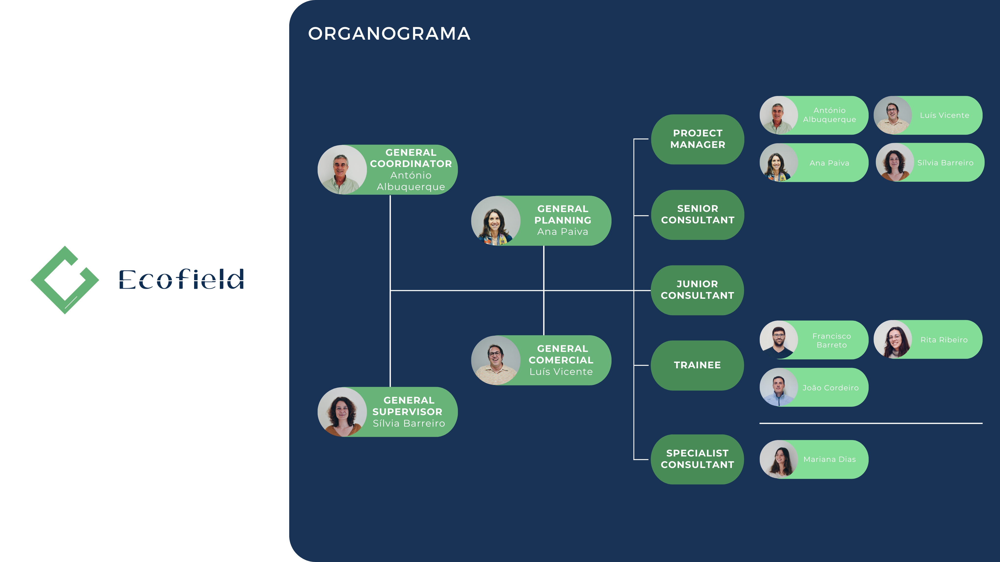 Ecofield
ORGANOGRAMA
GENERAL
COORDINATOR
António
Albuquerque
GENERAL
PLANNING
Ana Paiva
GENERAL
COMERCIAL
Luís Vicente
GENERAL
SUPERVISOR
Sílvia Barreiro
PROJECT
MANAGER
António
Albuquerque
Luís Vicente
Ana Paiva
Sílvia Barreiro
SENIOR
CONSULTANT
JUNIOR
CONSULTANT
TRAINEE
Francisco
Barreto
Rita Ribeiro
João Cordeiro
SPECIALIST
CONSULTANT
Mariana Dias